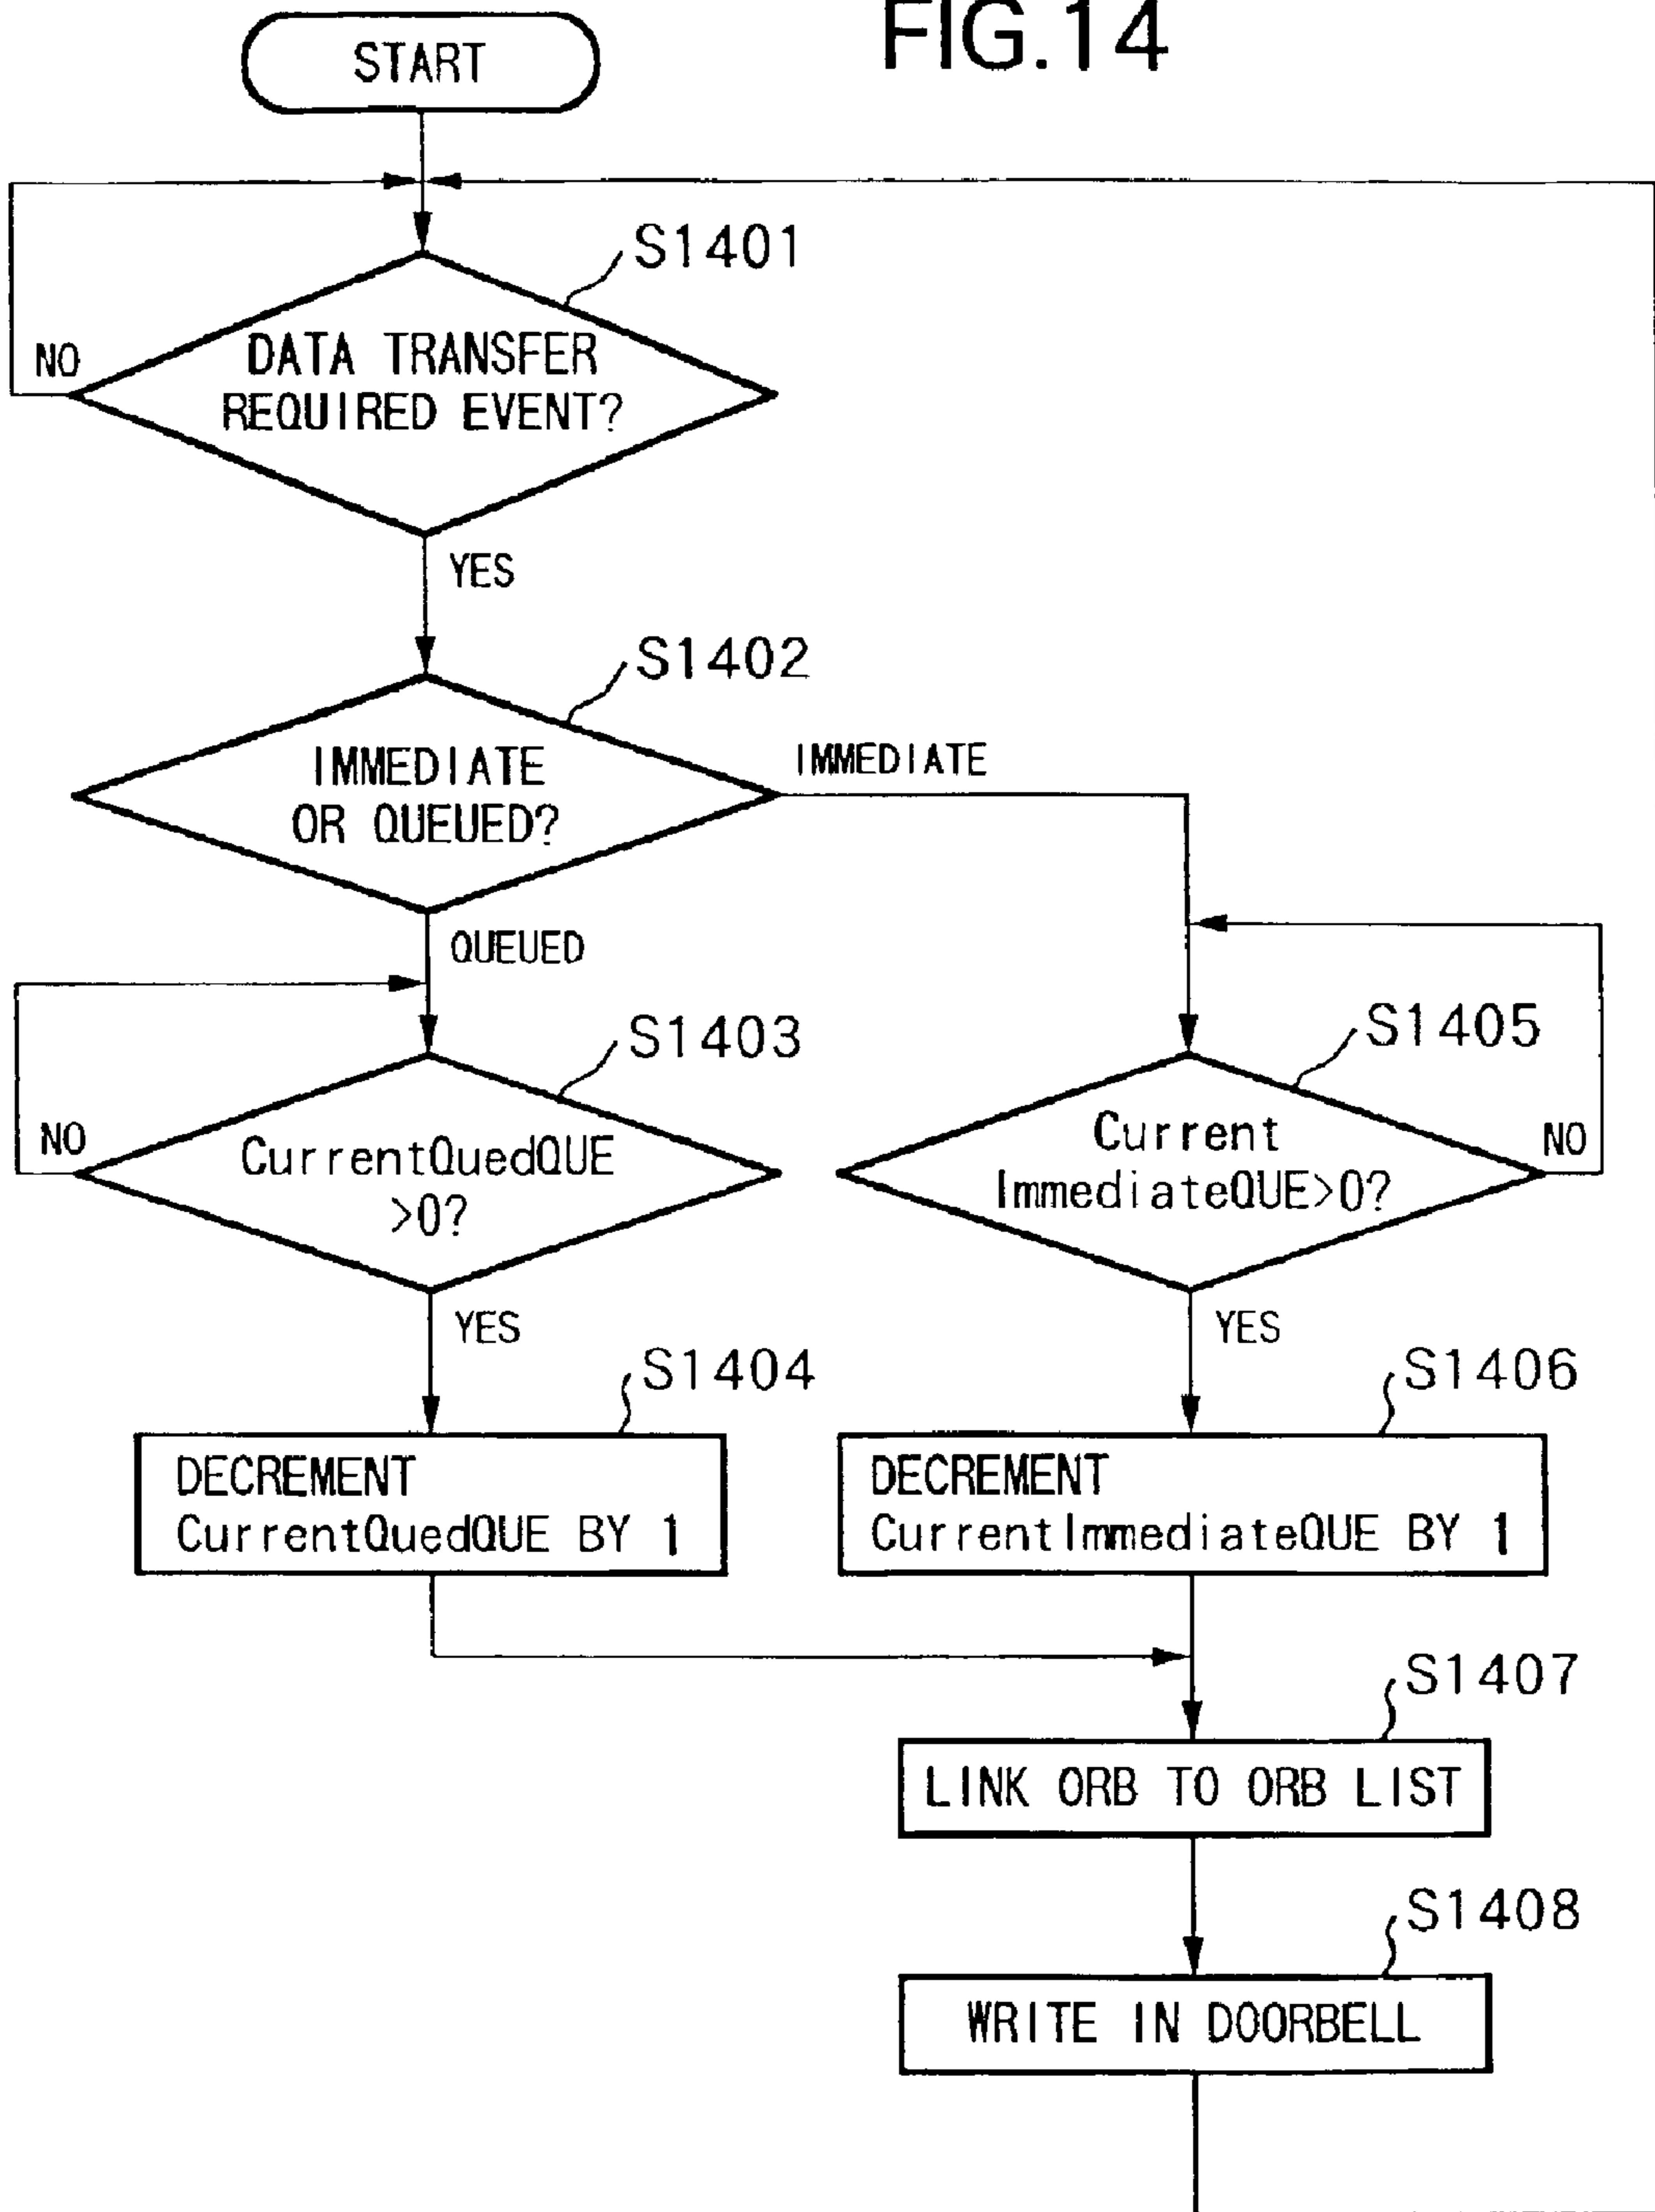 FIG.14
START
S1401
NO
DATA TRANSFER
REQUIRED EVENT?
YES
S1402
IMMEDIATE
OR QUEUED?
IMMEDIATE
QUEUED
S1403
NO
CurrentQuedQUE
>0?
S1405
Current
ImmediateQUE>0?
NO
YES
YES
S1404
DECREMENT
CurrentQuedQUE BY 1
S1406
DECREMENT
CurrentImmediateQUE BY 1
S1407
LINK ORB TO ORB LIST
S1408
WRITE IN DOORBELL